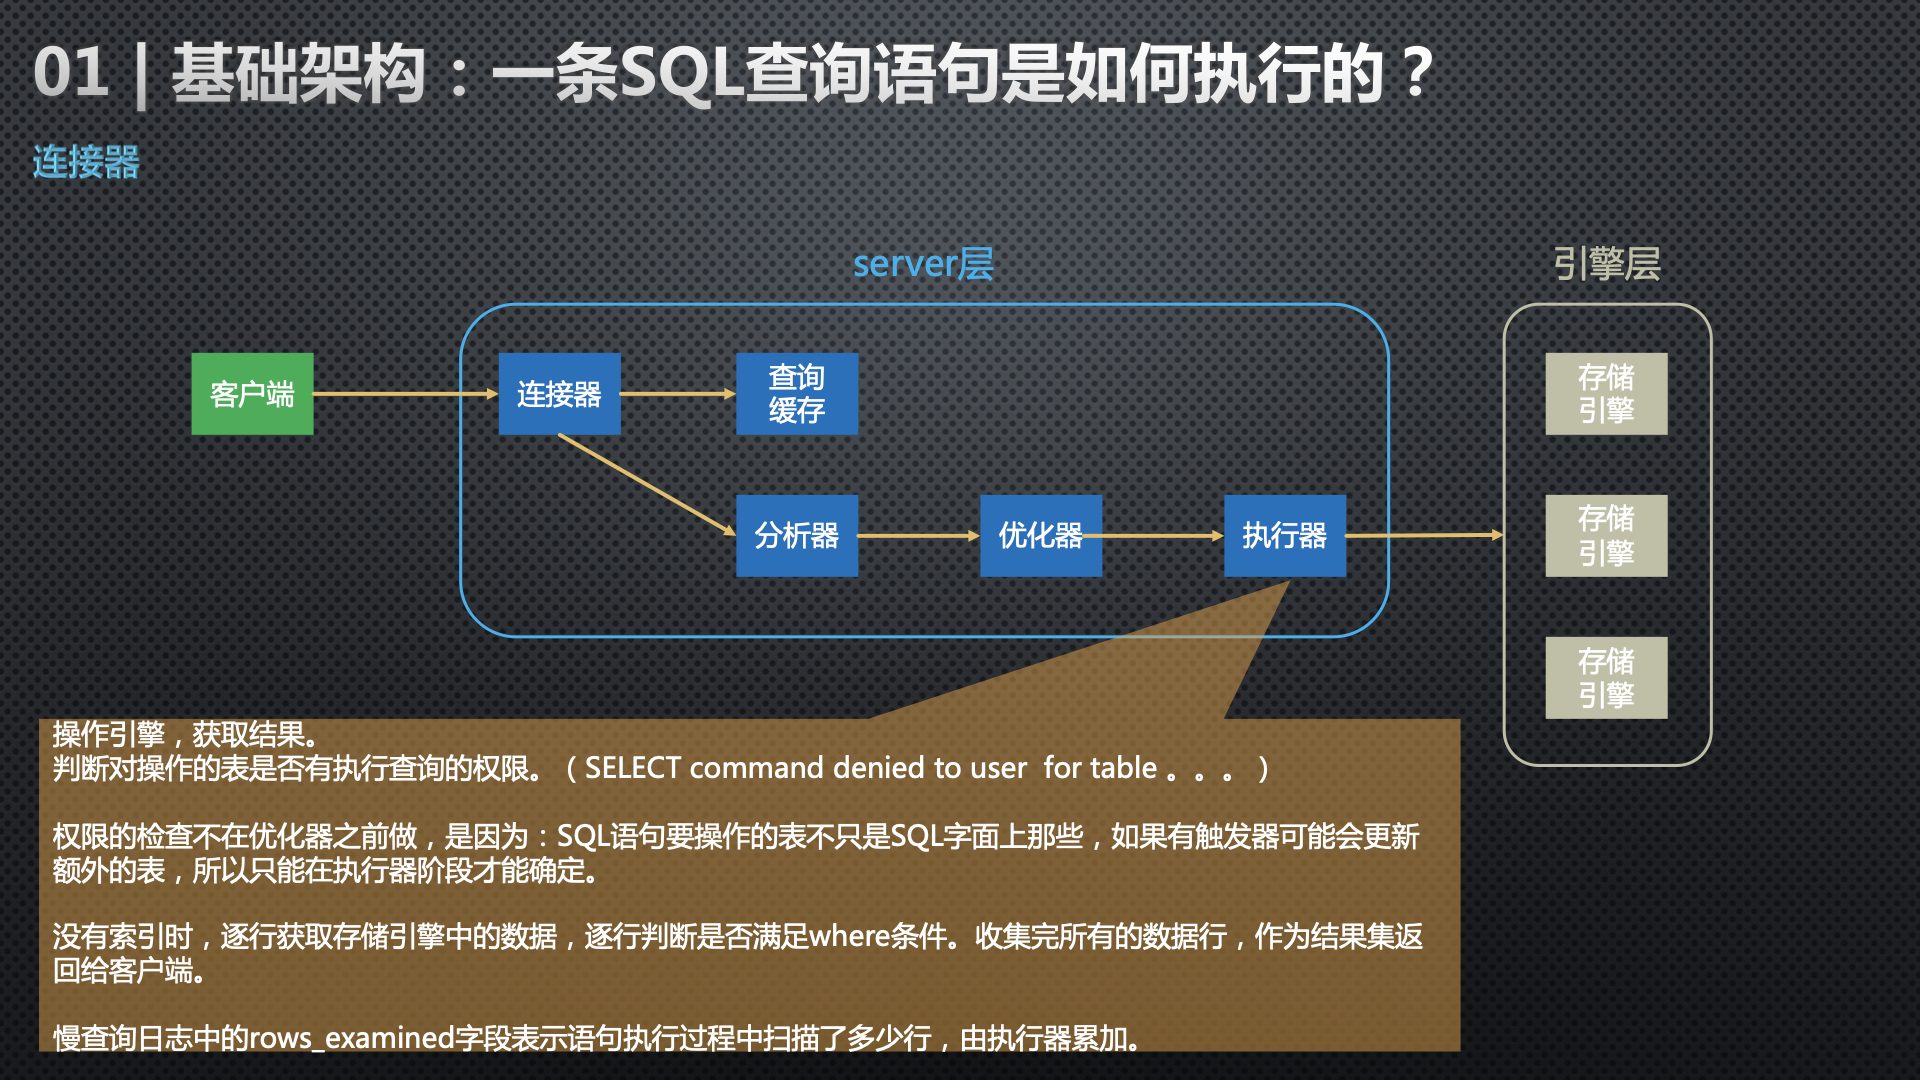 01 | 基础架构：一条SQL查询语句是如何执行的？
连接器
server层
引擎层
客户端
连接器
查询
缓存
存储
引擎
分析器
优化器
执行器
存储
引擎
存储
引擎
操作引擎，获取结果。
判断对操作的表是否有执行查询的权限。（SELECT command denied to user  for table 。。。）
权限的检查不在优化器之前做，是因为：SQL语句要操作的表不只是SQL字面上那些，如果有触发器可能会更新
额外的表，所以只能在执行器阶段才能确定。
没有索引时，逐行获取存储引擎中的数据，逐行判断是否满足where条件。收集完所有的数据行，作为结果集返
回给客户端。
慢查询日志中的rows_examined字段表示语句执行过程中扫描了多少行，由执行器累加。